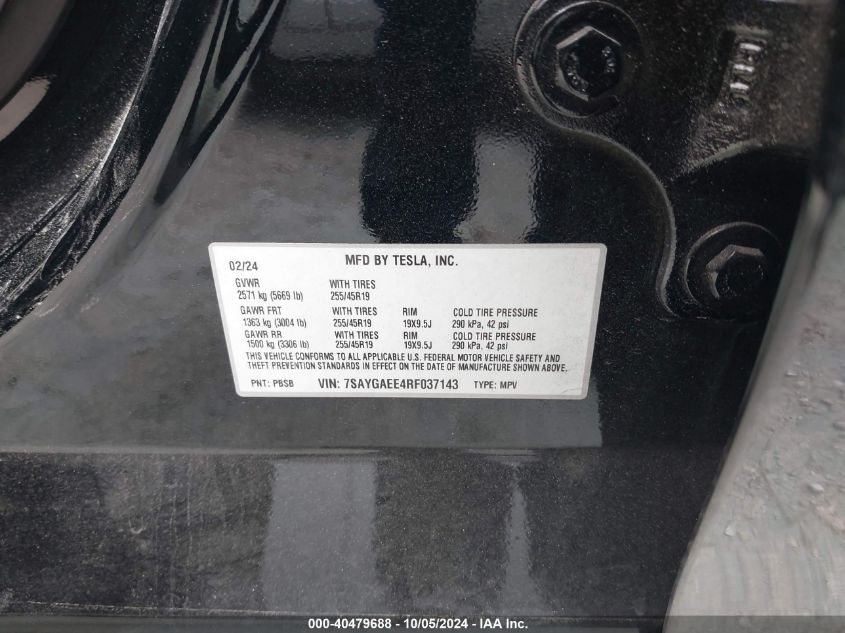 02/24 MFD BY TESLA, INC.
GVWR WITH TIRES
2571 kg (5669 lb) 255/45R19
GAWR FRT WITH TIRES RIM COLD TIRE PRESSURE
1363 kg (3004 lb) 255/45R19 19X9.5J 290 kPa, 42 psi
GAWR RR WITH TIRES RIM COLD TIRE PRESSURE
1500 kg (3306 lb) 255/45R19 19X9.5J 290 kPa, 42 psi
THIS VEHICLE CONFORMS TO ALL APPLICABLE U.S. FEDERAL MOTOR VEHICLE SAFETY AND
THEFT PREVENTION STANDARDS IN EFFECT ON THE DATE OF MANUFACTURE SHOWN ABOVE.
PNT: PBSB VIN: 7SAYGAEE4RF037143 TYPE: MPV
000-40479688 - 10/05/2024 - IAA Inc.